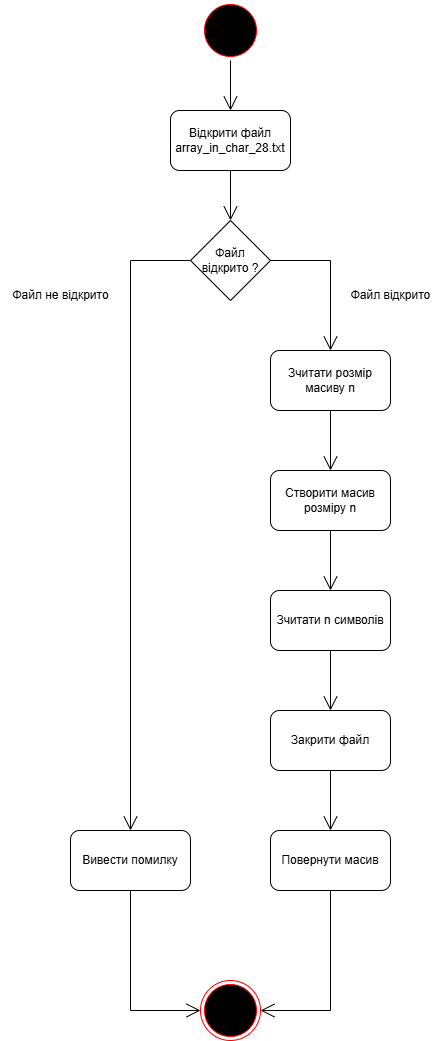 Відкрити файл
array_in_char_28.txt
Файл
відкрито ?
Файл не відкрито
Файл відкрито
Зчитати розмір
масиву n
Створити масив
розміру n
Зчитати n символів
Закрити файл
Вивести помилку
Повернути масив